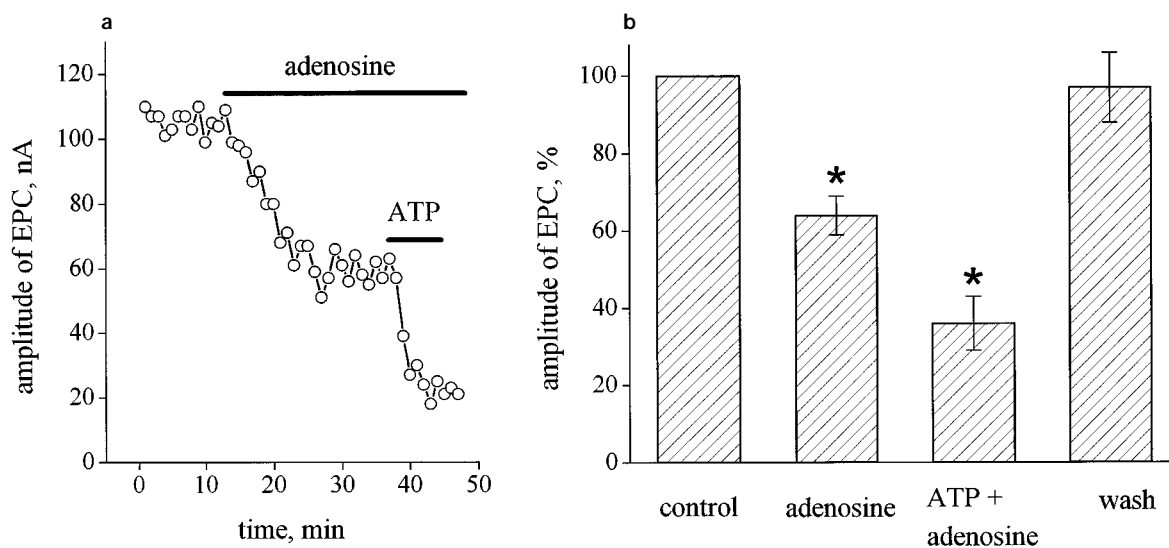 a
adenosine
ATP
amplitude of EPC, nA
120
100
80
60
40
20
0
0 10 20 30 40 50
time, min
b
amplitude of EPC, %
100
80
60
40
20
0
*
*
control adenosine ATP + adenosine wash